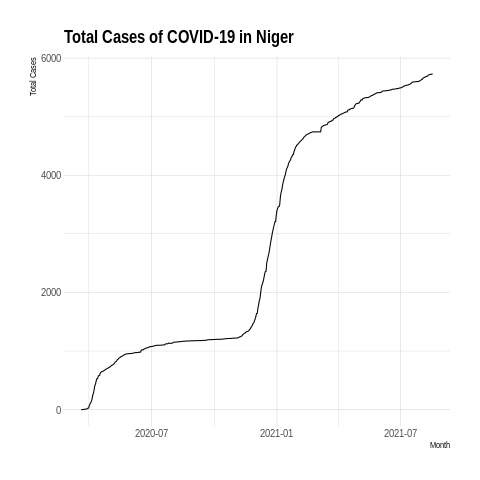 Total Cases of COVID-19 in Niger
Total Cases
6000
4000
2000
0
2020-07
2021-01
2021-07
Month